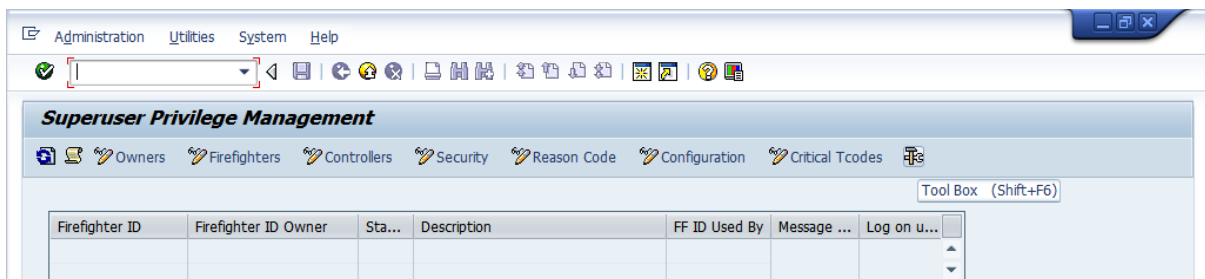 Administration Utilities System Help
Superuser Privilege Management
Owners Firefighters Controllers Security Reason Code Configuration Critical Tcodes
Tool Box (Shift+F6)
Firefighter ID Firefighter ID Owner Sta... Description FF ID Used By Message ... Log on u...